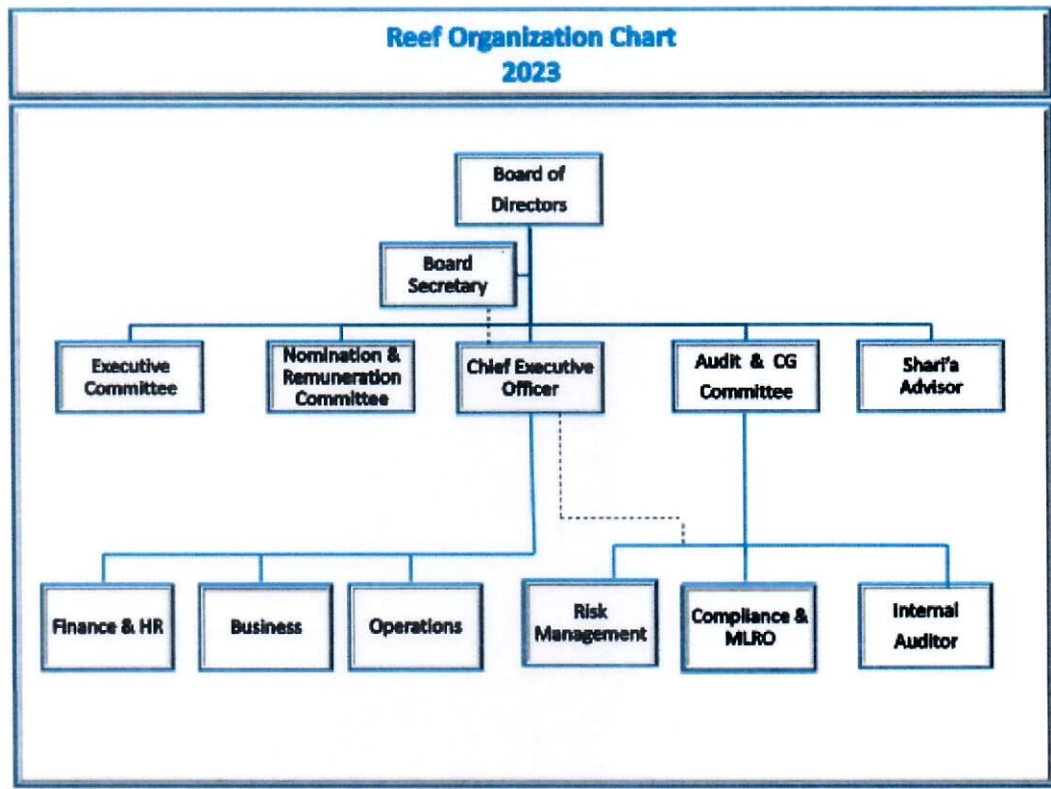 Reef Organization Chart
2023
Board of
Directors
Board
Secretary
Executive
Committee
Nomination &
Remuneration
Committee
Chief Executive
Officer
Audit & CG
Committee
Shari'a
Advisor
Finance & HR
Business
Operations
Risk
Management
Compliance &
MLRO
Internal
Auditor